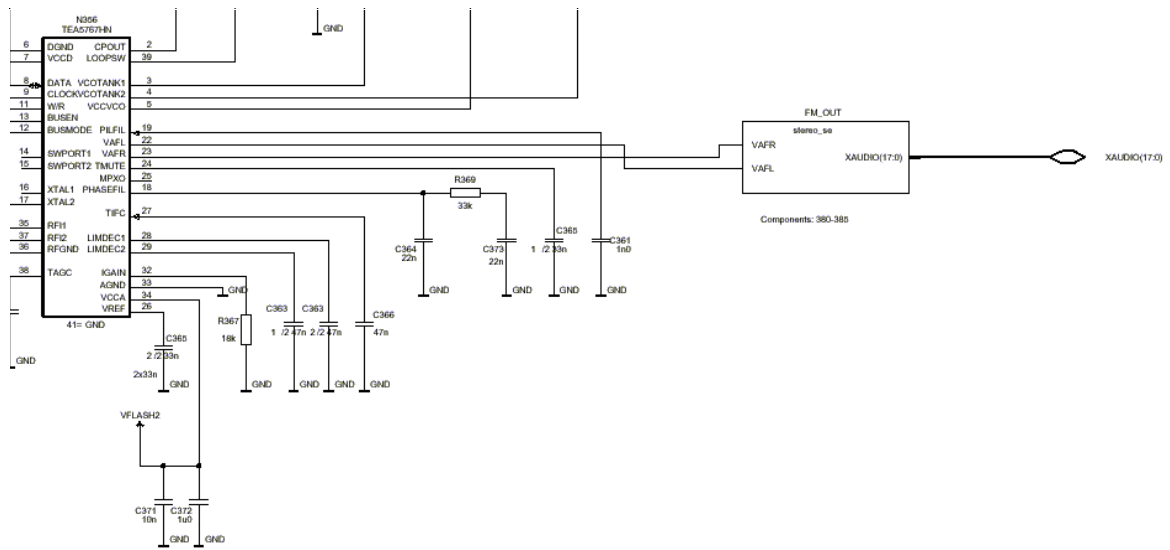 N356
TEA5767HN
GND
6 DGND CPOUT 2
7 VCCD LOOPSW 39
8 DATA VCOTANK1 3
9 CLOCKVCOTANK2 4
11 W/R VCCVCO 5
13 BUSEN
12 BUSMODE PILFIL 19
VAFL 22
14 SWPORT1 VAFR 23
15 SWPORT2 TMUTE 24
MPXO 25
16 XTAL1 PHASEFIL 18
17 XTAL2
TIFC 27
35 RFI1
37 RFI2 LIMDEC1 28
36 RFGND LIMDEC2 29
38 TAGC IGAIN 32
AGND 33
VCCA 34
VREF 26
41= GND
FM_OUT
stereo_se
VAFR
XAUDIO(17:0)
VAFL
XAUDIO(17:0)
Components: 380-385
R369
33k
C364
22n
C373
22n
C365
1 /2 33n
C361
1n0
GND GND GND GND
GND
R367
18k
C363
1 /2 47n
C363
2/2 47n
C366
47n
C365
2 /2 33n
2x33n
GND
GND GND GND GND GND
VFLASH2
C371
10n
C372
1u0
GND GND